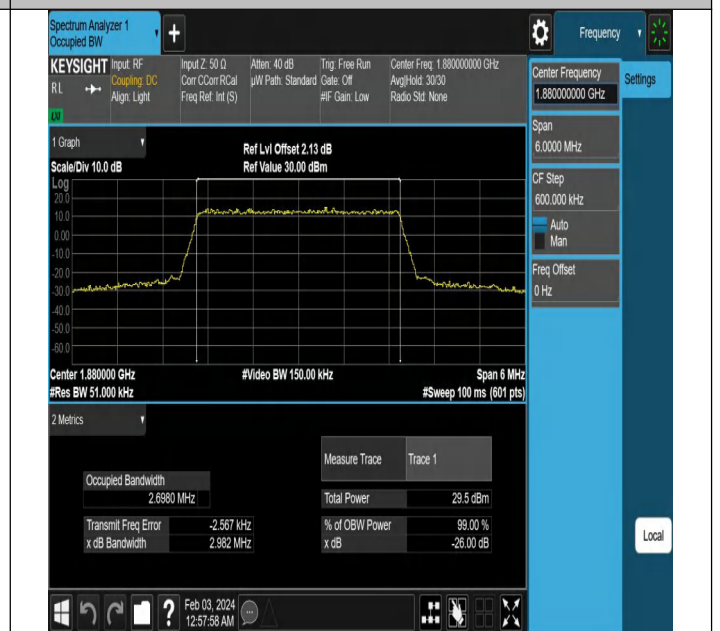 Spectrum Analyzer 1
Occupied BW
+
Frequency
KEYSIGHT
RL
LXI
Input: RF
Coupling: DC
Align: Light
Input Z: 50 Ω
Corr CCorr RCal
Freq Ref: Int (S)
Atten: 40 dB
µW Path: Standard
Trig: Free Run
Gate: Off
#IF Gain: Low
Center Freq: 1.880000000 GHz
Avg|Hold: 30/30
Radio Std: None
Center Frequency
1.880000000 GHz
Settings
Span
6.0000 MHz
CF Step
600.000 kHz
Auto
Man
Freq Offset
0 Hz
Local
1 Graph
Scale/Div 10.0 dB
Ref Lvl Offset 2.13 dB
Ref Value 30.00 dBm
Log
20.0
10.0
0.00
-10.0
-20.0
-30.0
-40.0
-50.0
-60.0
Center 1.880000 GHz
#Video BW 150.00 kHz
Span 6 MHz
#Res BW 51.000 kHz
#Sweep 100 ms (601 pts)
2 Metrics
Measure Trace Trace 1
Occupied Bandwidth
2.6980 MHz
Total Power 29.5 dBm
Transmit Freq Error -2.567 kHz
% of OBW Power 99.00 %
x dB Bandwidth 2.982 MHz
x dB -26.00 dB
?
Feb 03, 2024
12:57:58 AM